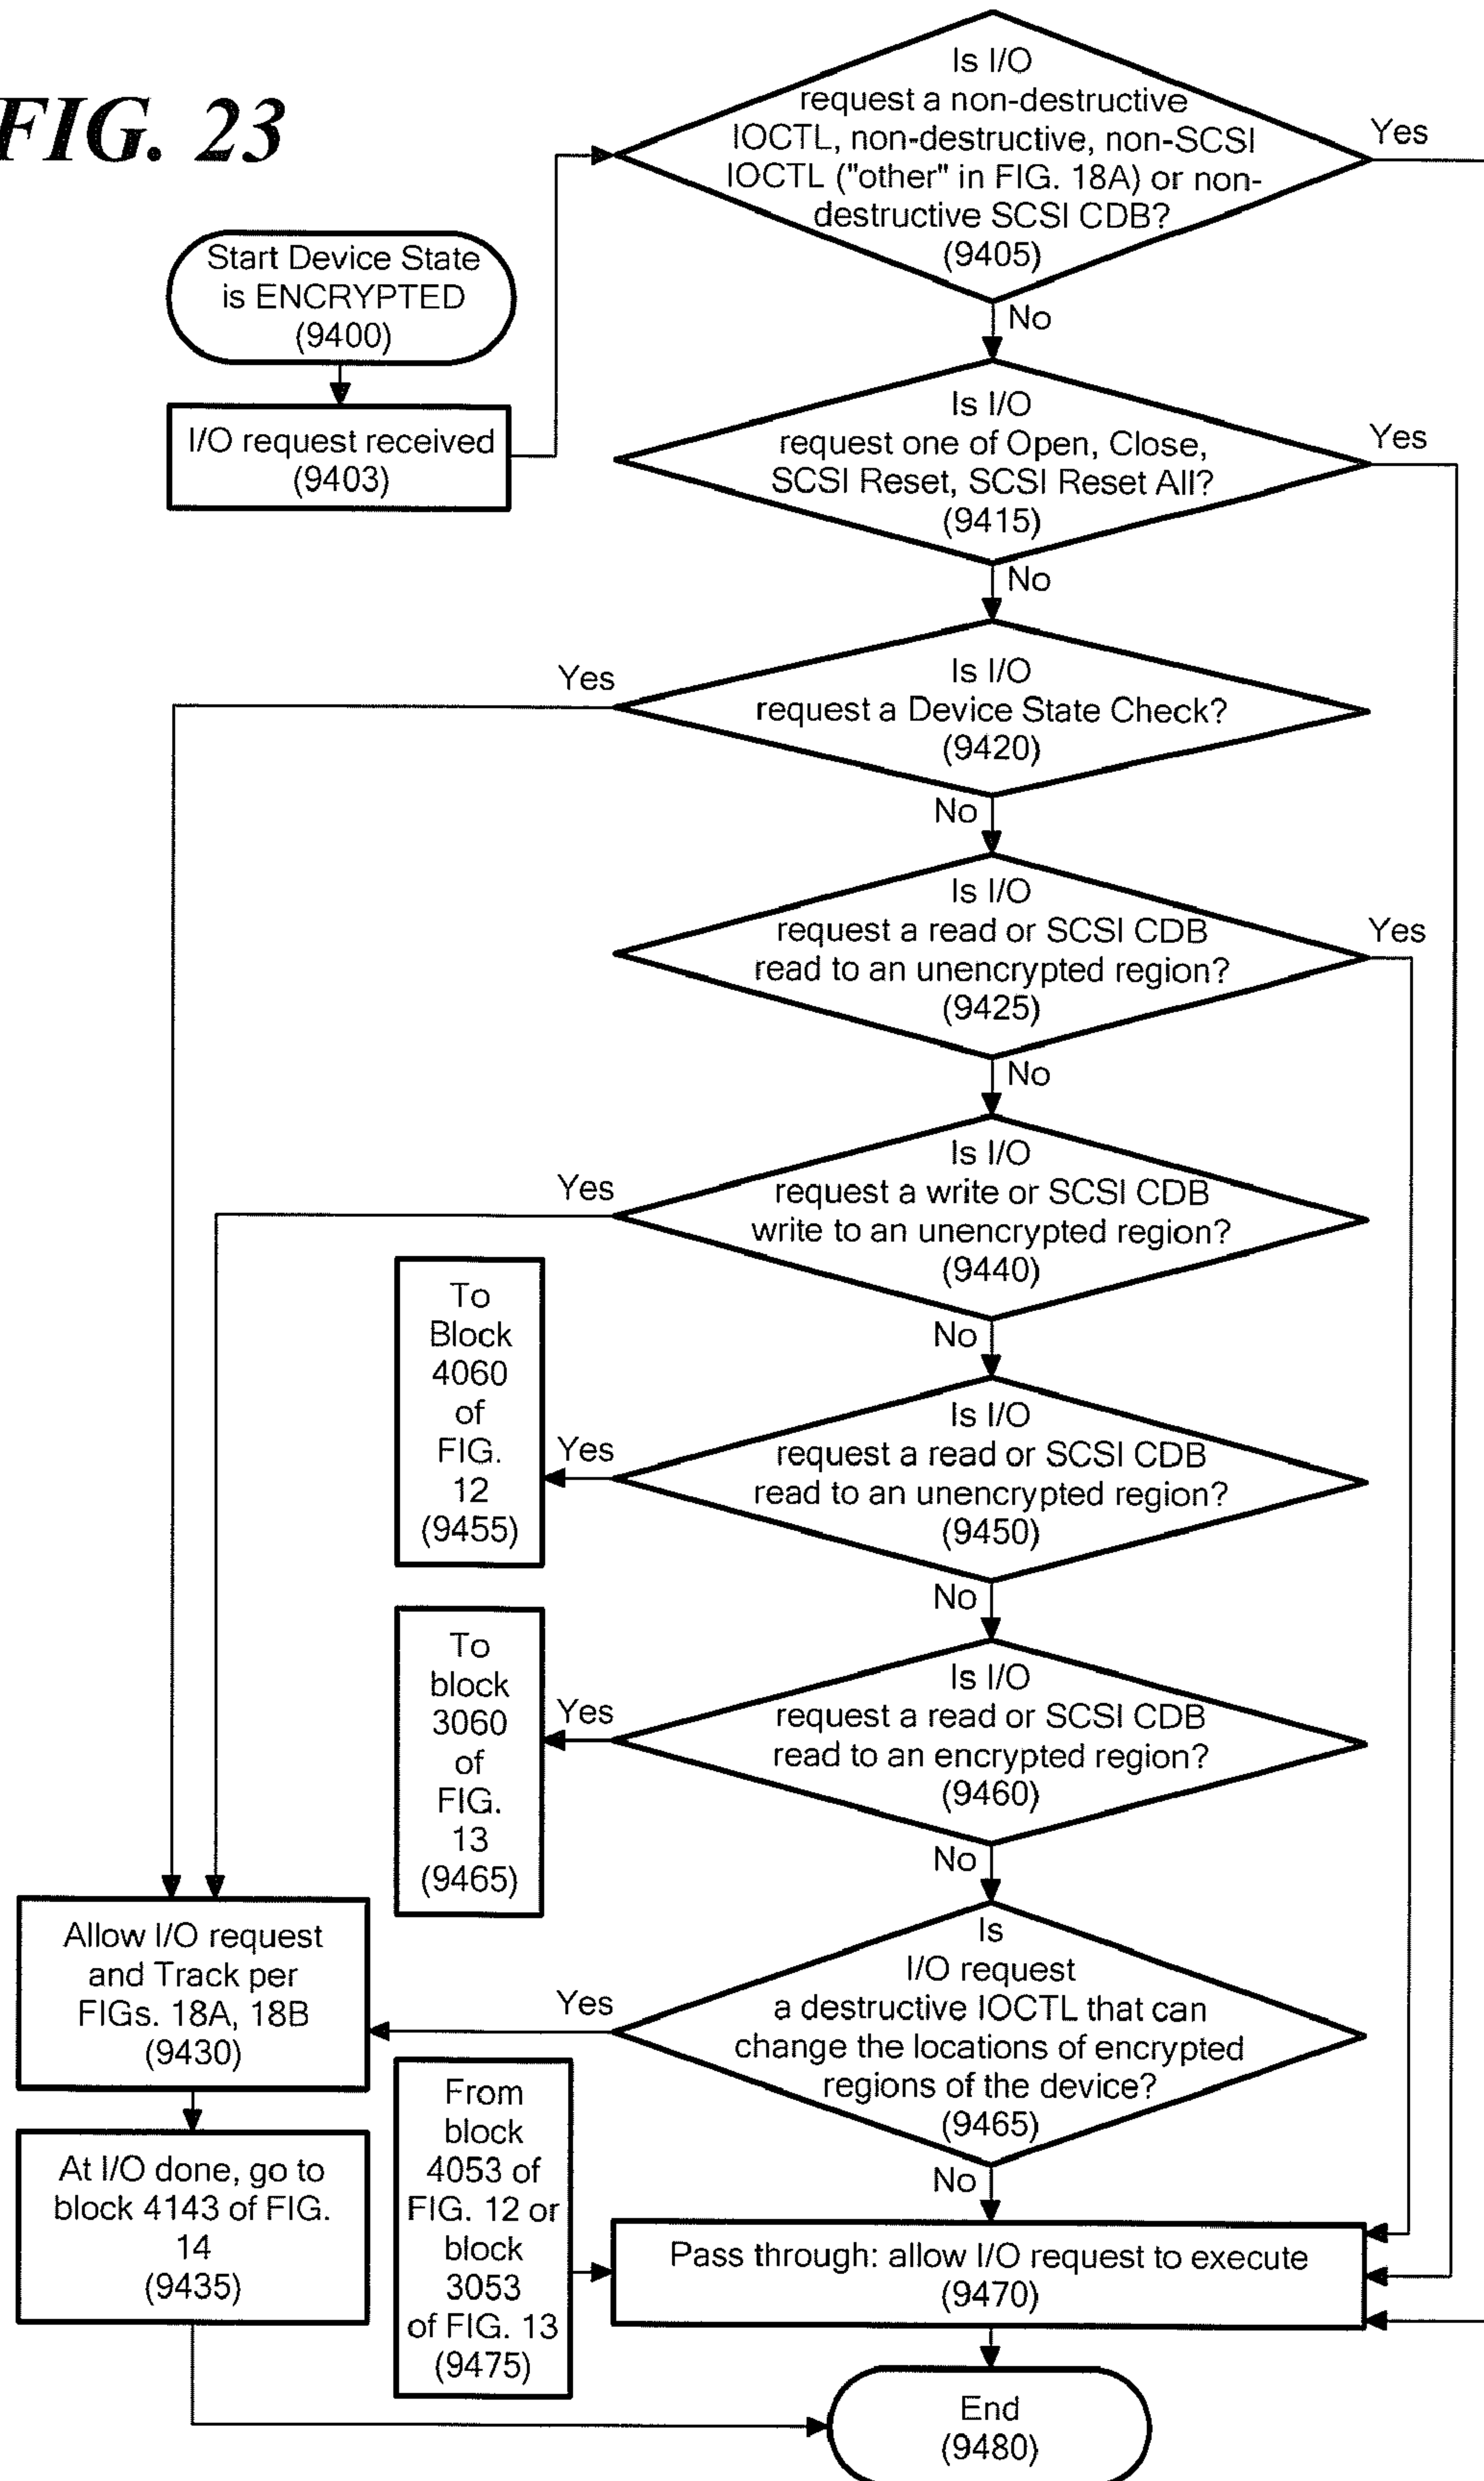 FIG. 23
Is I/O
request a non-destructive
IOCTL, non-destructive, non-SCSI
IOCTL ("other" in FIG. 18A) or non-
destructive SCSI CDB?
(9405)
Yes
No
Start Device State
is ENCRYPTED
(9400)
I/O request received
(9403)
Is I/O
request one of Open, Close,
SCSI Reset, SCSI Reset All?
(9415)
Yes
No
Is I/O
request a Device State Check?
(9420)
Yes
No
Is I/O
request a read or SCSI CDB
read to an unencrypted region?
(9425)
Yes
No
Is I/O
request a write or SCSI CDB
write to an unencrypted region?
(9440)
Yes
No
To
Block
4060
of
FIG.
12
(9455)
Is I/O
request a read or SCSI CDB
read to an unencrypted region?
(9450)
Yes
No
To
block
3060
of
FIG.
13
(9465)
Is I/O
request a read or SCSI CDB
read to an encrypted region?
(9460)
Yes
No
Allow I/O request
and Track per
FIGs. 18A, 18B
(9430)
Is
I/O request
a destructive IOCTL that can
change the locations of encrypted
regions of the device?
(9465)
Yes
No
At I/O done, go to
block 4143 of FIG.
14
(9435)
From
block
4053 of
FIG. 12 or
block
3053
of FIG. 13
(9475)
Pass through: allow I/O request to execute
(9470)
End
(9480)